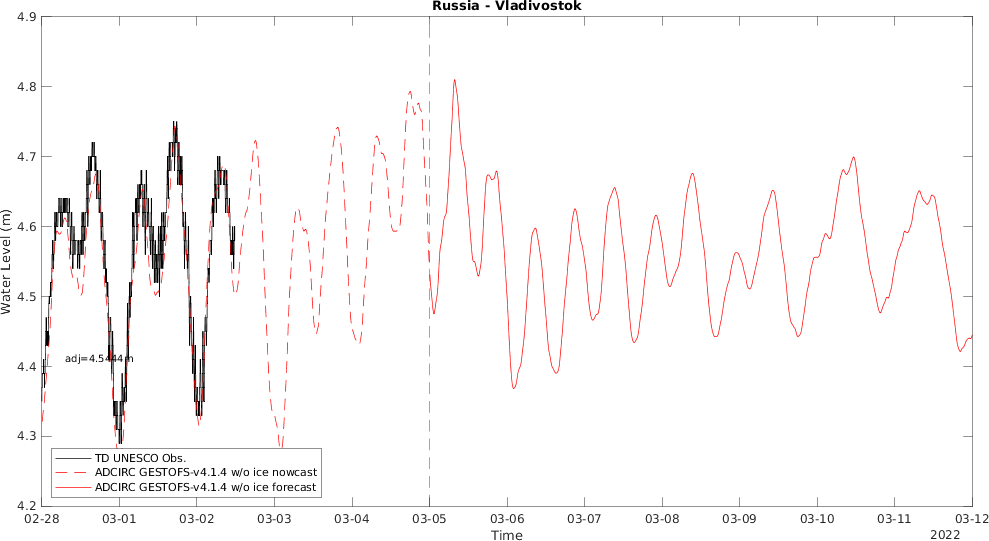 Russia - Vladivostok
4.9
4.8
4.7
4.6
4.5
4.4
4.3
4.2
Water Level (m)
adj=4.5444m
TD UNESCO Obs.
ADCIRC GESTOFS-v4.1.4 w/o ice nowcast
ADCIRC GESTOFS-v4.1.4 w/o ice forecast
02-28 03-01 03-02 03-03 03-04 03-05 03-06 03-07 03-08 03-09 03-10 03-11 03-12
Time
2022